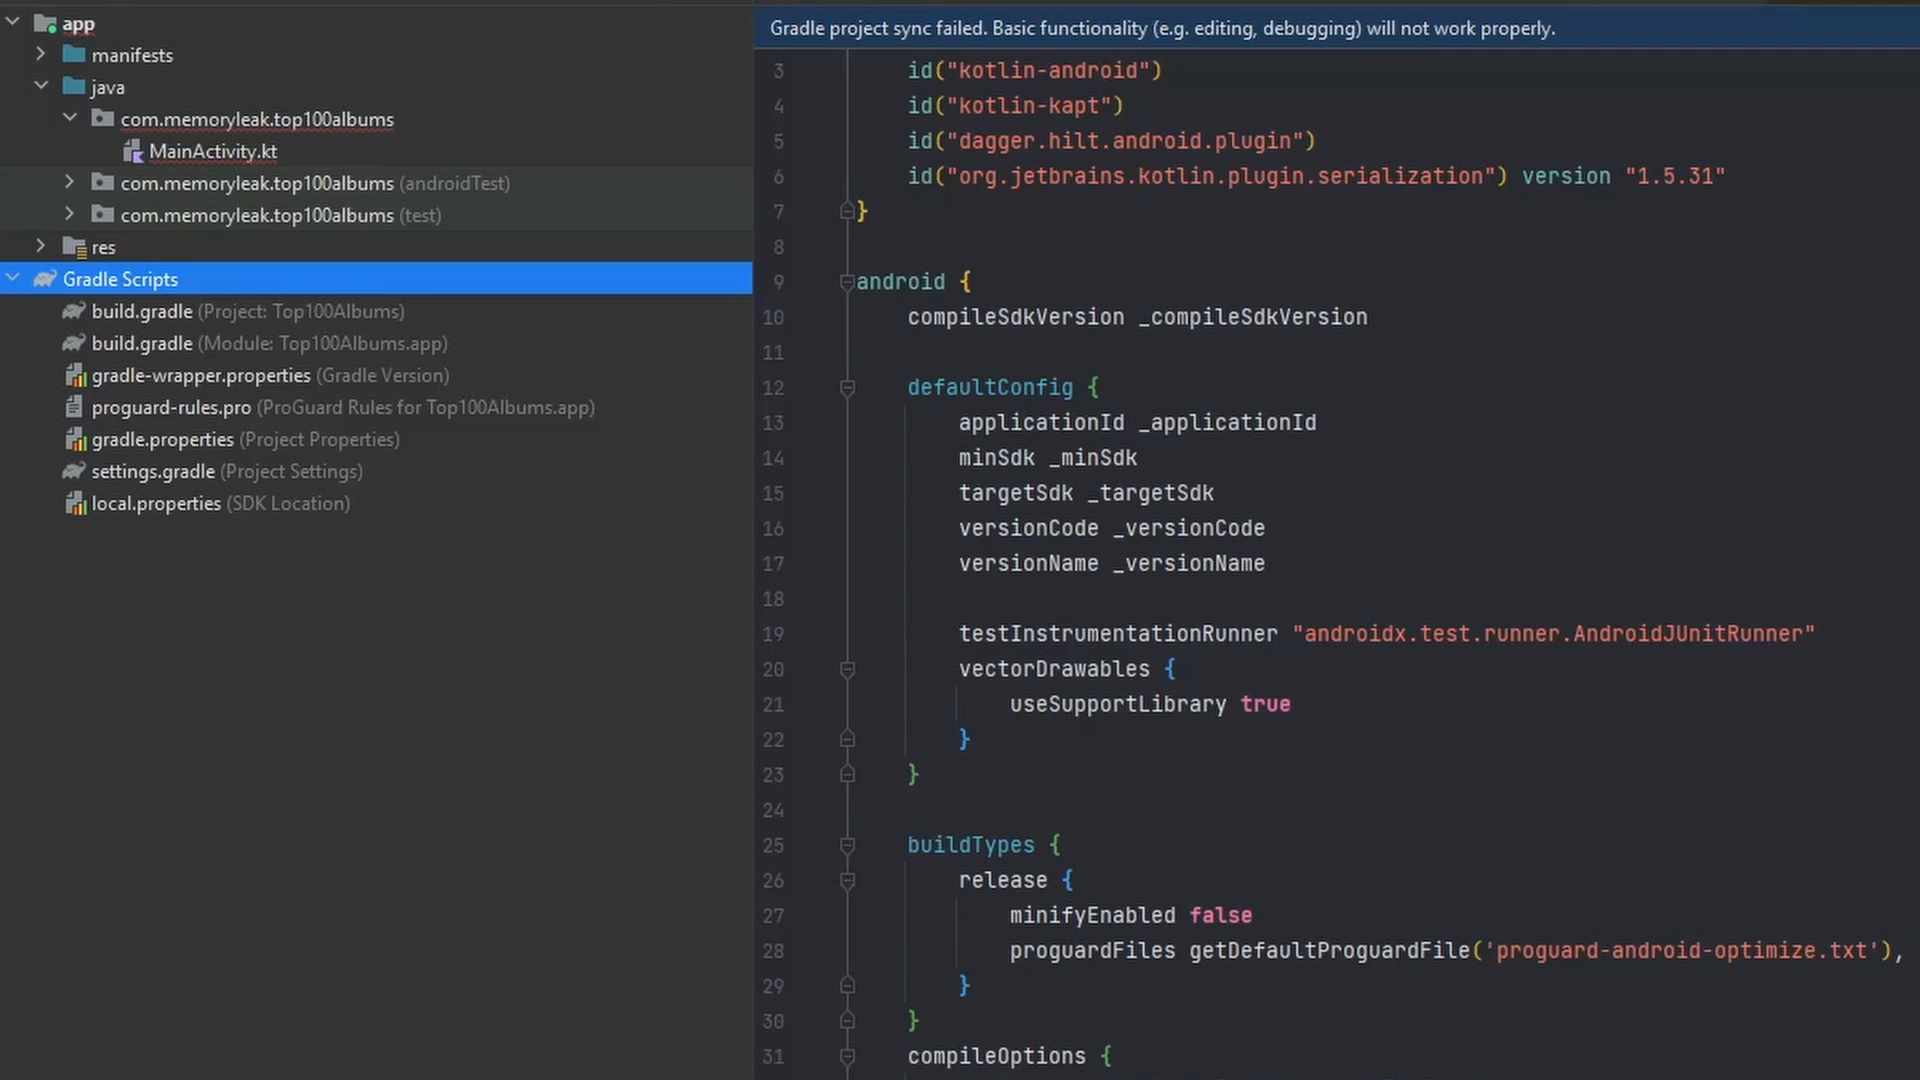 app
manifests
java
com.memoryleak.top100albums
MainActivity.kt
com.memoryleak.top100albums (androidTest)
com.memoryleak.top100albums (test)
res
Gradle Scripts
build.gradle (Project: Top100Albums)
build.gradle (Module: Top100Albums.app)
gradle-wrapper.properties (Gradle Version)
proguard-rules.pro (ProGuard Rules for Top100Albums.app)
gradle.properties (Project Properties)
settings.gradle (Project Settings)
local.properties (SDK Location)
Gradle project sync failed. Basic functionality (e.g. editing, debugging) will not work properly.
3 id("kotlin-android")
4 id("kotlin-kapt")
5 id("dagger.hilt.android.plugin")
6 id("org.jetbrains.kotlin.plugin.serialization") version "1.5.31"
7 }
8
9 android {
10 compileSdkVersion _compileSdkVersion
11
12 defaultConfig {
13 applicationId _applicationId
14 minSdk _minSdk
15 targetSdk _targetSdk
16 versionCode _versionCode
17 versionName _versionName
18
19 testInstrumentationRunner "androidx.test.runner.AndroidJUnitRunner"
20 vectorDrawables {
21 useSupportLibrary true
22 }
23 }
24
25 buildTypes {
26 release {
27 minifyEnabled false
28 proguardFiles getDefaultProguardFile('proguard-android-optimize.txt'),
29 }
30 }
31 compileOptions {